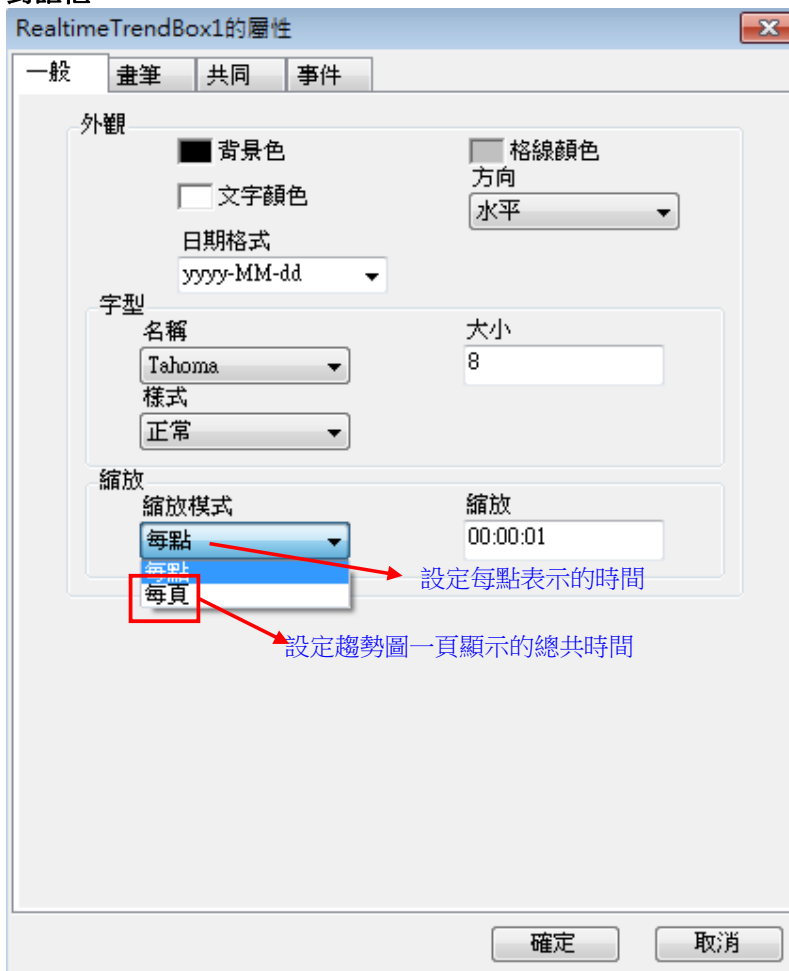 RealtimeTrendBox1的屬性
一般 畫筆 共同 事件
外觀
背景色 格線顏色
文字顏色 方向
水平
日期格式
yyyy-MM-dd
字型
名稱 大小
Tahoma 8
樣式
正常
縮放
縮放模式 縮放
每點 00:00:01
每點 設定每點表示的時間
每頁
設定趨勢圖一頁顯示的總共時間
確定 取消